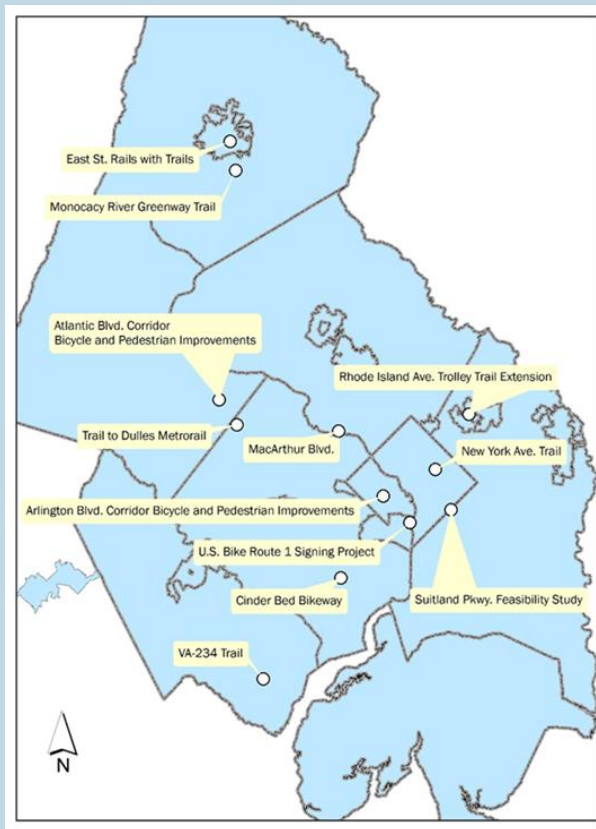 East St. Rails with Trails
Monocacy River Greenway Trail
Atlantic Blvd. Corridor
Bicycle and Pedestrian Improvements
Rhode Island Ave. Trolley Trail Extension
Trail to Dulles Metrorail
MacArthur Blvd.
New York Ave. Trail
Arlington Blvd. Corridor Bicycle and Pedestrian Improvements
U.S. Bike Route 1 Signing Project
Cinder Bed Bikeway
Suitland Pkwy. Feasibility Study
VA-234 Trail
N